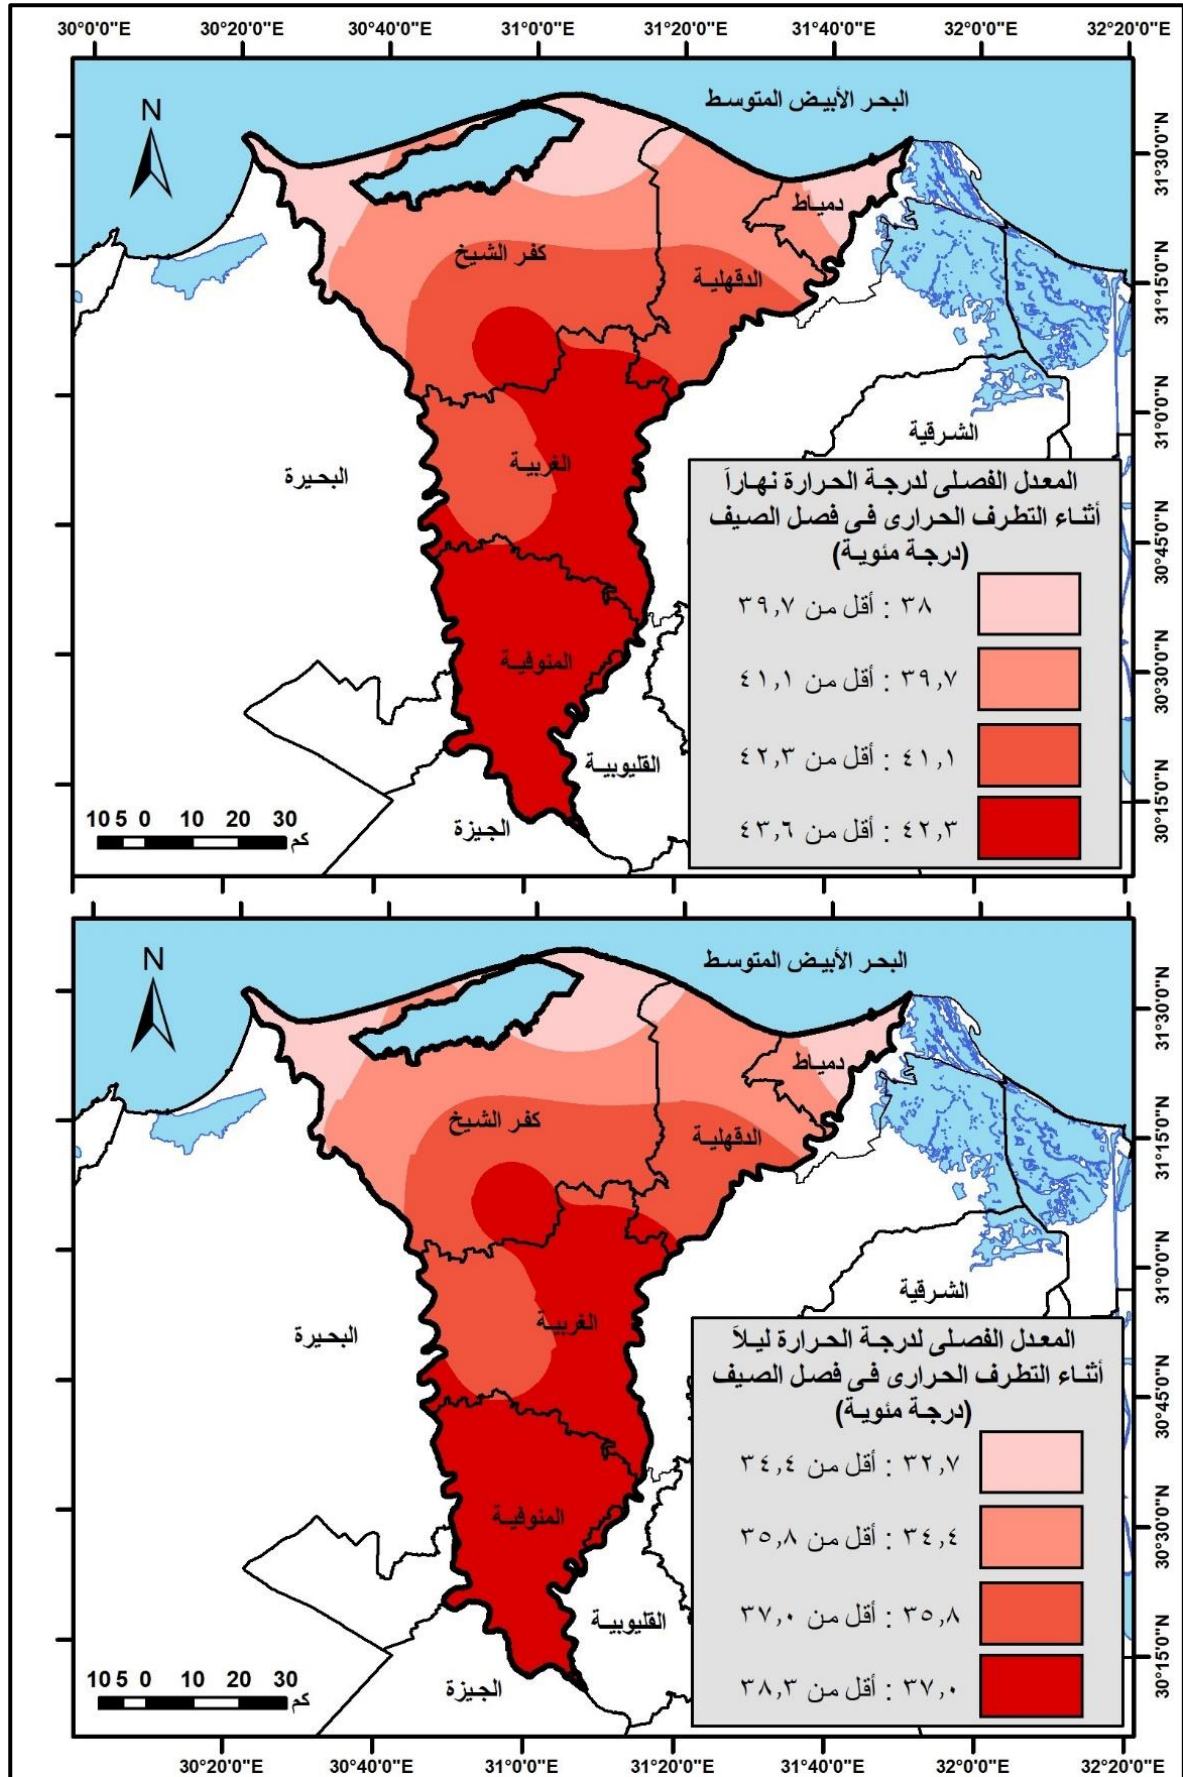 30°0'0"E 30°20'0"E 30°40'0"E 31°0'0"E 31°20'0"E 31°40'0"E 32°0'0"E 32°20'0"E
البحر الأبيض المتوسط
N
31°30'0"N
دمياط
كفر الشيخ
الدقهلية
31°15'0"N
31°0'0"N
الشرقية
الغربية
البحيرة
المعدل الفصلى لدرجة الحرارة نهاراً
أثناء التطرف الحرارى فى فصل الصيف
(درجة مئوية)
30°45'0"N
٣٨ : أقل من ٣٩,٧
المنوفية
٣٩,٧ : أقل من ٤١,١
30°30'0"N
القليوبية
٤١,١ : أقل من ٤٢,٣
30°15'0"N
الجيزة
10 5 0 10 20 30
كم
٤٢,٣ : أقل من ٤٣,٦
البحر الأبيض المتوسط
N
31°30'0"N
دمياط
كفر الشيخ
الدقهلية
31°15'0"N
31°0'0"N
الشرقية
الغربية
البحيرة
المعدل الفصلى لدرجة الحرارة ليلاً
أثناء التطرف الحرارى فى فصل الصيف
(درجة مئوية)
30°45'0"N
٣٢,٧ : أقل من ٣٤,٤
المنوفية
٣٤,٤ : أقل من ٣٥,٨
30°30'0"N
القليوبية
٣٥,٨ : أقل من ٣٧,٠
30°15'0"N
الجيزة
10 5 0 10 20 30
كم
٣٧,٠ : أقل من ٣٨,٣
30°20'0"E 30°40'0"E 31°0'0"E 31°20'0"E 31°40'0"E 32°0'0"E 32°20'0"E